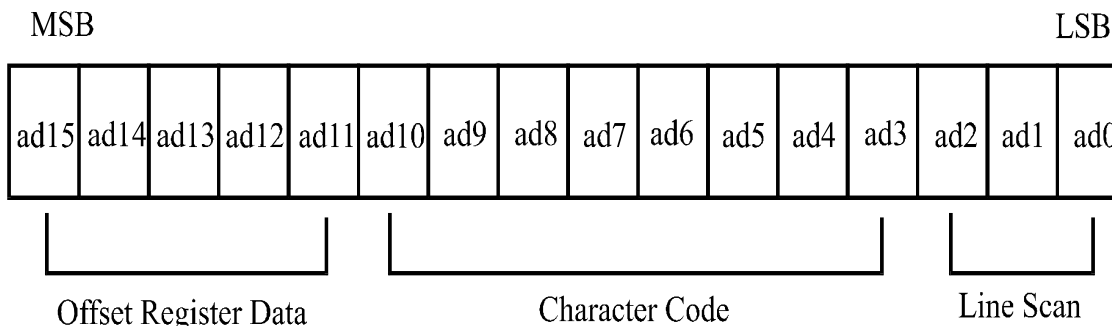 MSB LSB
ad15 ad14 ad13 ad12 ad11 ad10 ad9 ad8 ad7 ad6 ad5 ad4 ad3 ad2 ad1 ad0
Offset Register Data Character Code Line Scan